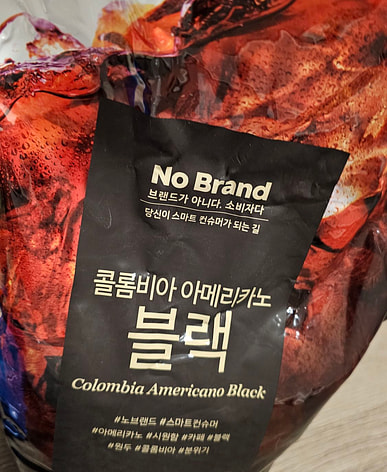 No Brand
브랜드가 아니다. 소비자다
당신이 스마트 컨슈머가 되는 길
콜롬비아 아메리카노
블랙
Colombia Americano Black
#노브랜드 #스마트컨슈머
#아메리카노 #시원함 #카페 #블랙
#원두 #콜롬비아 #분위기